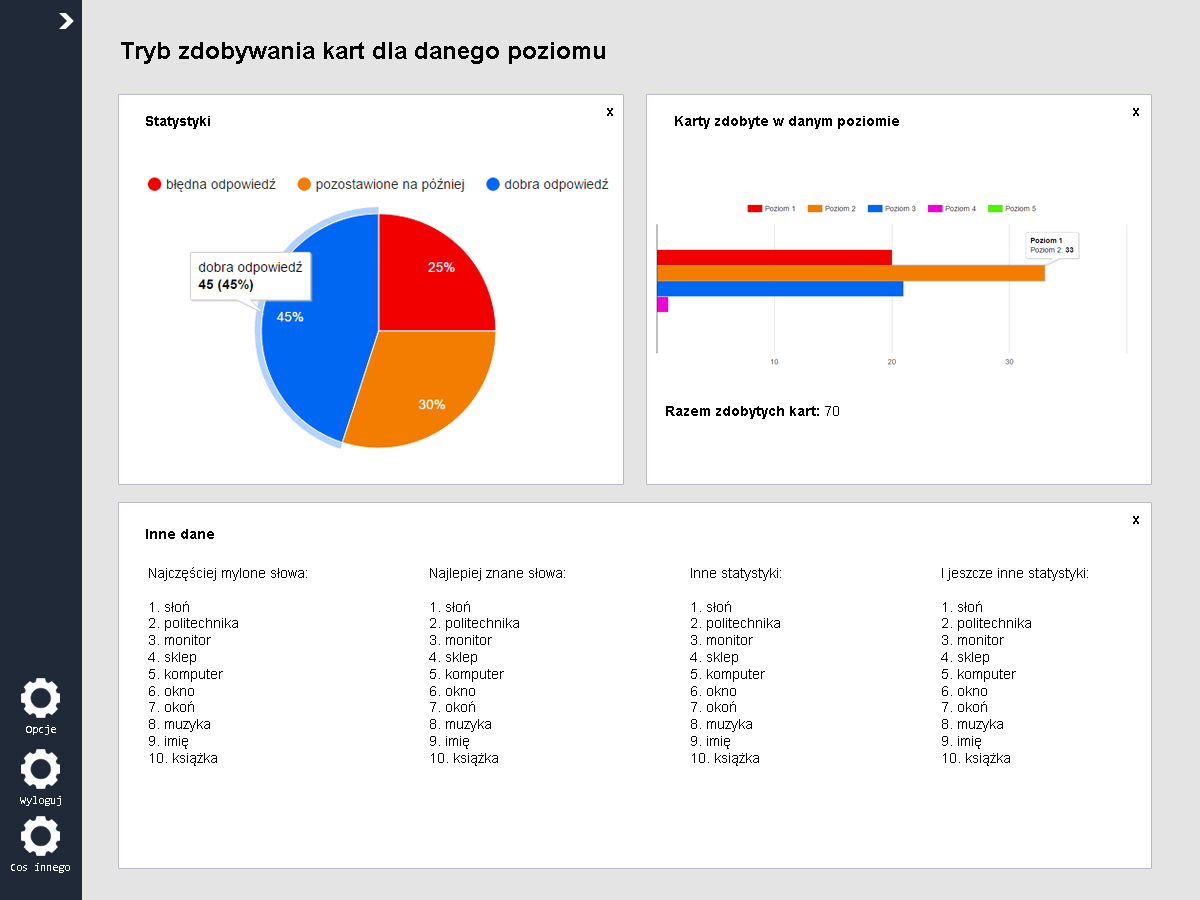 Tryb zdobywania kart dla danego poziomu
Statystyki
x
błędna odpowiedź
pozostawione na później
dobra odpowiedź
dobra odpowiedź
45 (45%)
25%
45%
30%
Karty zdobyte w danym poziomie
x
Poziom 1
Poziom 2
Poziom 3
Poziom 4
Poziom 5
Poziom 1
Poziom 2: 33
10
20
30
Razem zdobytych kart: 70
Inne dane
x
Najczęściej mylone słowa:
1. słoń
2. politechnika
3. monitor
4. sklep
5. komputer
6. okno
7. okoń
8. muzyka
9. imię
10. książka
Najlepiej znane słowa:
1. słoń
2. politechnika
3. monitor
4. sklep
5. komputer
6. okno
7. okoń
8. muzyka
9. imię
10. książka
Inne statystyki:
1. słoń
2. politechnika
3. monitor
4. sklep
5. komputer
6. okno
7. okoń
8. muzyka
9. imię
10. książka
I jeszcze inne statystyki:
1. słoń
2. politechnika
3. monitor
4. sklep
5. komputer
6. okno
7. okoń
8. muzyka
9. imię
10. książka
Opcje
Wyloguj
Cos innego